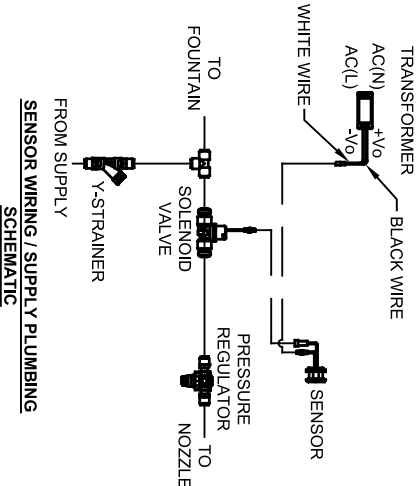 TRANSFORMER
AC(N)
AC(L)
+Vo
-Vo
BLACK WIRE
WHITE WIRE
SENSOR
TO
FOUNTAIN
SOLENOID
VALVE
PRESSURE
REGULATOR
TO
NOZZLE
Y-STRAINER
FROM SUPPLY
SENSOR WIRING / SUPPLY PLUMBING
SCHEMATIC